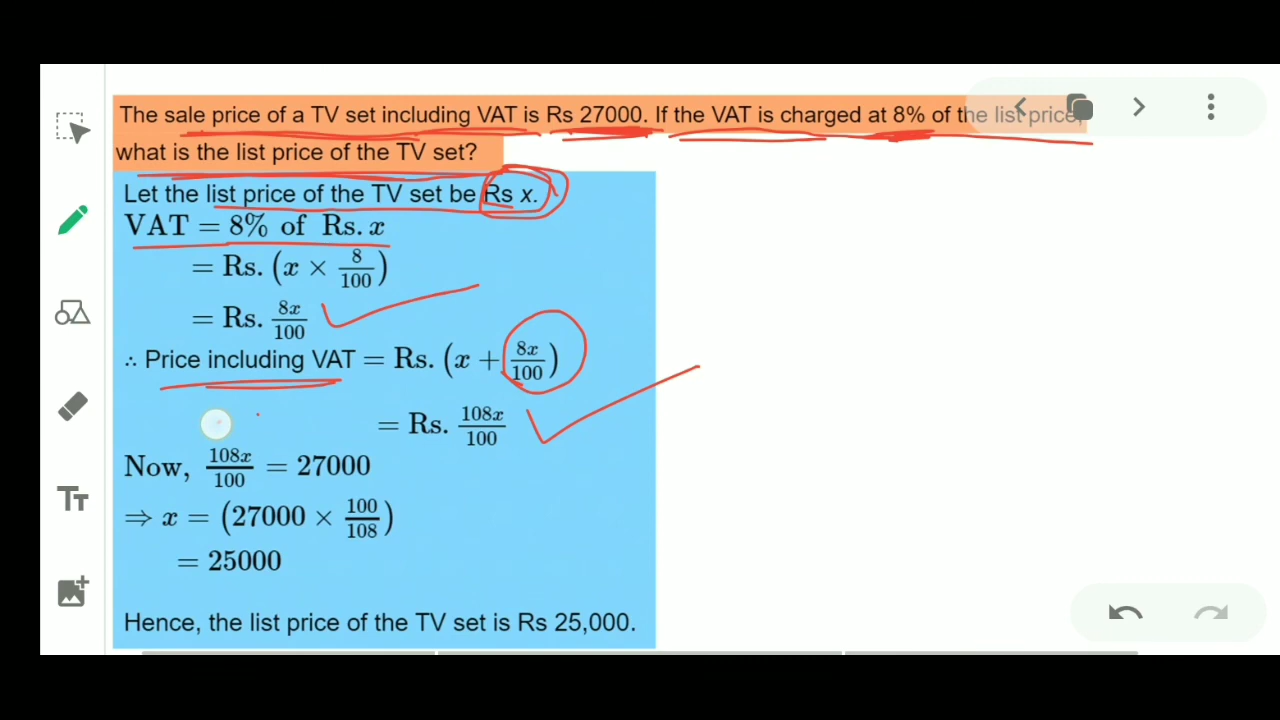 The sale price of a TV set including VAT is Rs 27000. If the VAT is charged at 8% of the list price,
what is the list price of the TV set?
Let the list price of the TV set be Rs x.
VAT = 8% of Rs. x
= Rs. (x × 8/100)
= Rs. 8x/100
∴ Price including VAT = Rs. (x + 8x/100)
= Rs. 108x/100
Now, 108x/100 = 27000
⇒ x = (27000 × 100/108)
= 25000
Hence, the list price of the TV set is Rs 25,000.
TT